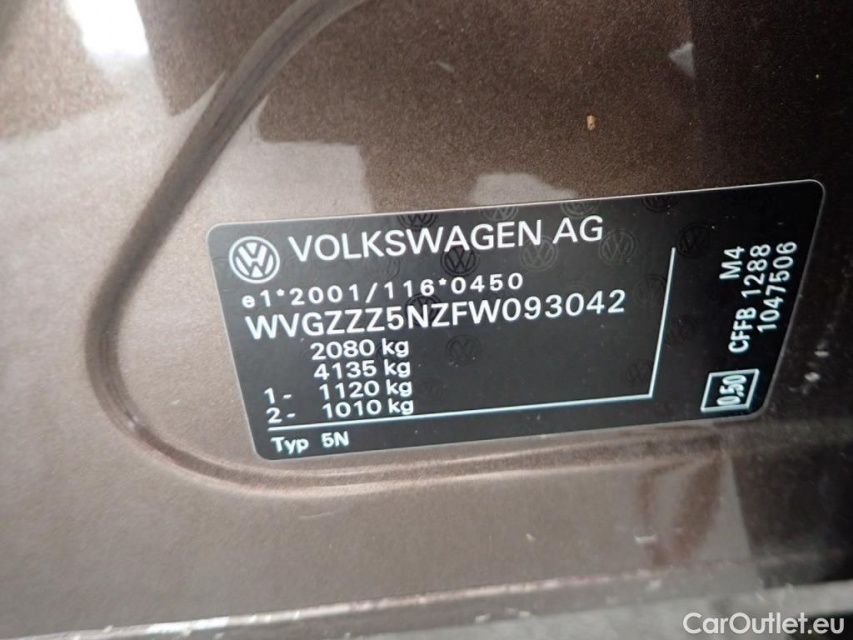 VOLKSWAGEN AG
e1*2001/116*0450
WVGZZZ5NZFW093042
2080 kg
4135 kg
1- 1120 kg
2- 1010 kg
Typ 5N
M4
CFFB 1288
1047506
0.50
CarOutlet.eu